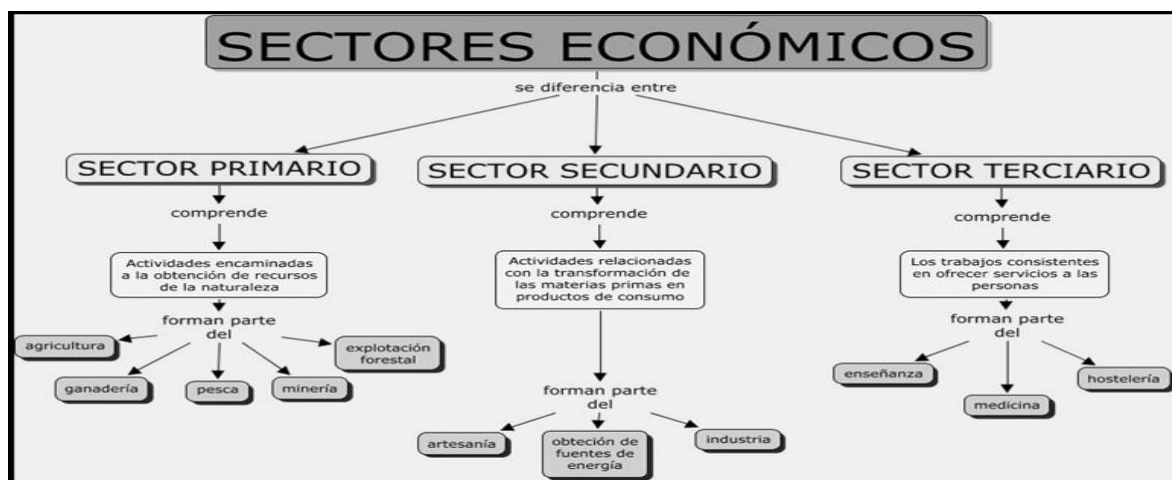 SECTORES ECONÓMICOS
se diferencia entre
SECTOR PRIMARIO
comprende
Actividades encaminadas
a la obtención de recursos
de la naturaleza
forman parte
del
agricultura
ganadería
pesca
minería
explotación
forestal
SECTOR SECUNDARIO
comprende
Actividades relacionadas
con la transformación de
las materias primas en
productos de consumo
forman parte
del
artesanía
obteción de
fuentes de
energía
industria
SECTOR TERCIARIO
comprende
Los trabajos consistentes
en ofrecer servicios a las
personas
forman parte
del
enseñanza
medicina
hostelería